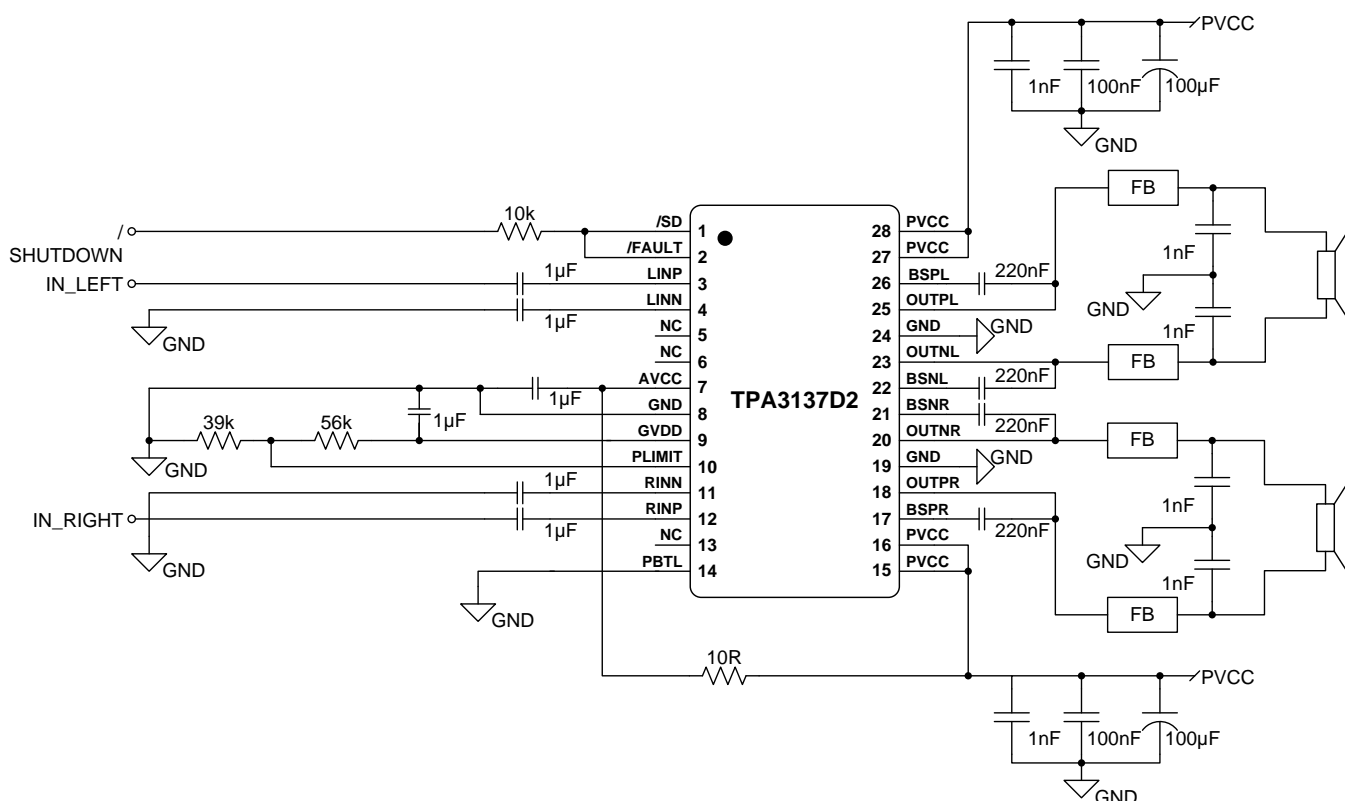 PVCC
1nF
100nF
100µF
GND
FB
10k
/SD
1
28
PVCC
/
SHUTDOWN
/FAULT
2
27
PVCC
1nF
IN_LEFT
1µF
LINP
3
26
BSPL
220nF
LINN
4
25
OUTPL
GND
1µF
GND
NC
5
24
GND
GND
1nF
NC
6
23
OUTNL
FB
AVCC
7
22
BSNL
220nF
1µF
TPA3137D2
GND
8
21
BSNR
39k
56k
1µF
220nF
GVDD
9
20
OUTNR
FB
GND
PLIMIT
10
19
GND
GND
1µF
RINN
11
18
OUTPR
1nF
IN_RIGHT
1µF
RINP
12
17
BSPR
220nF
NC
13
16
PVCC
GND
GND
PBTL
14
15
PVCC
1nF
GND
FB
10R
PVCC
1nF
100nF
100µF
GND